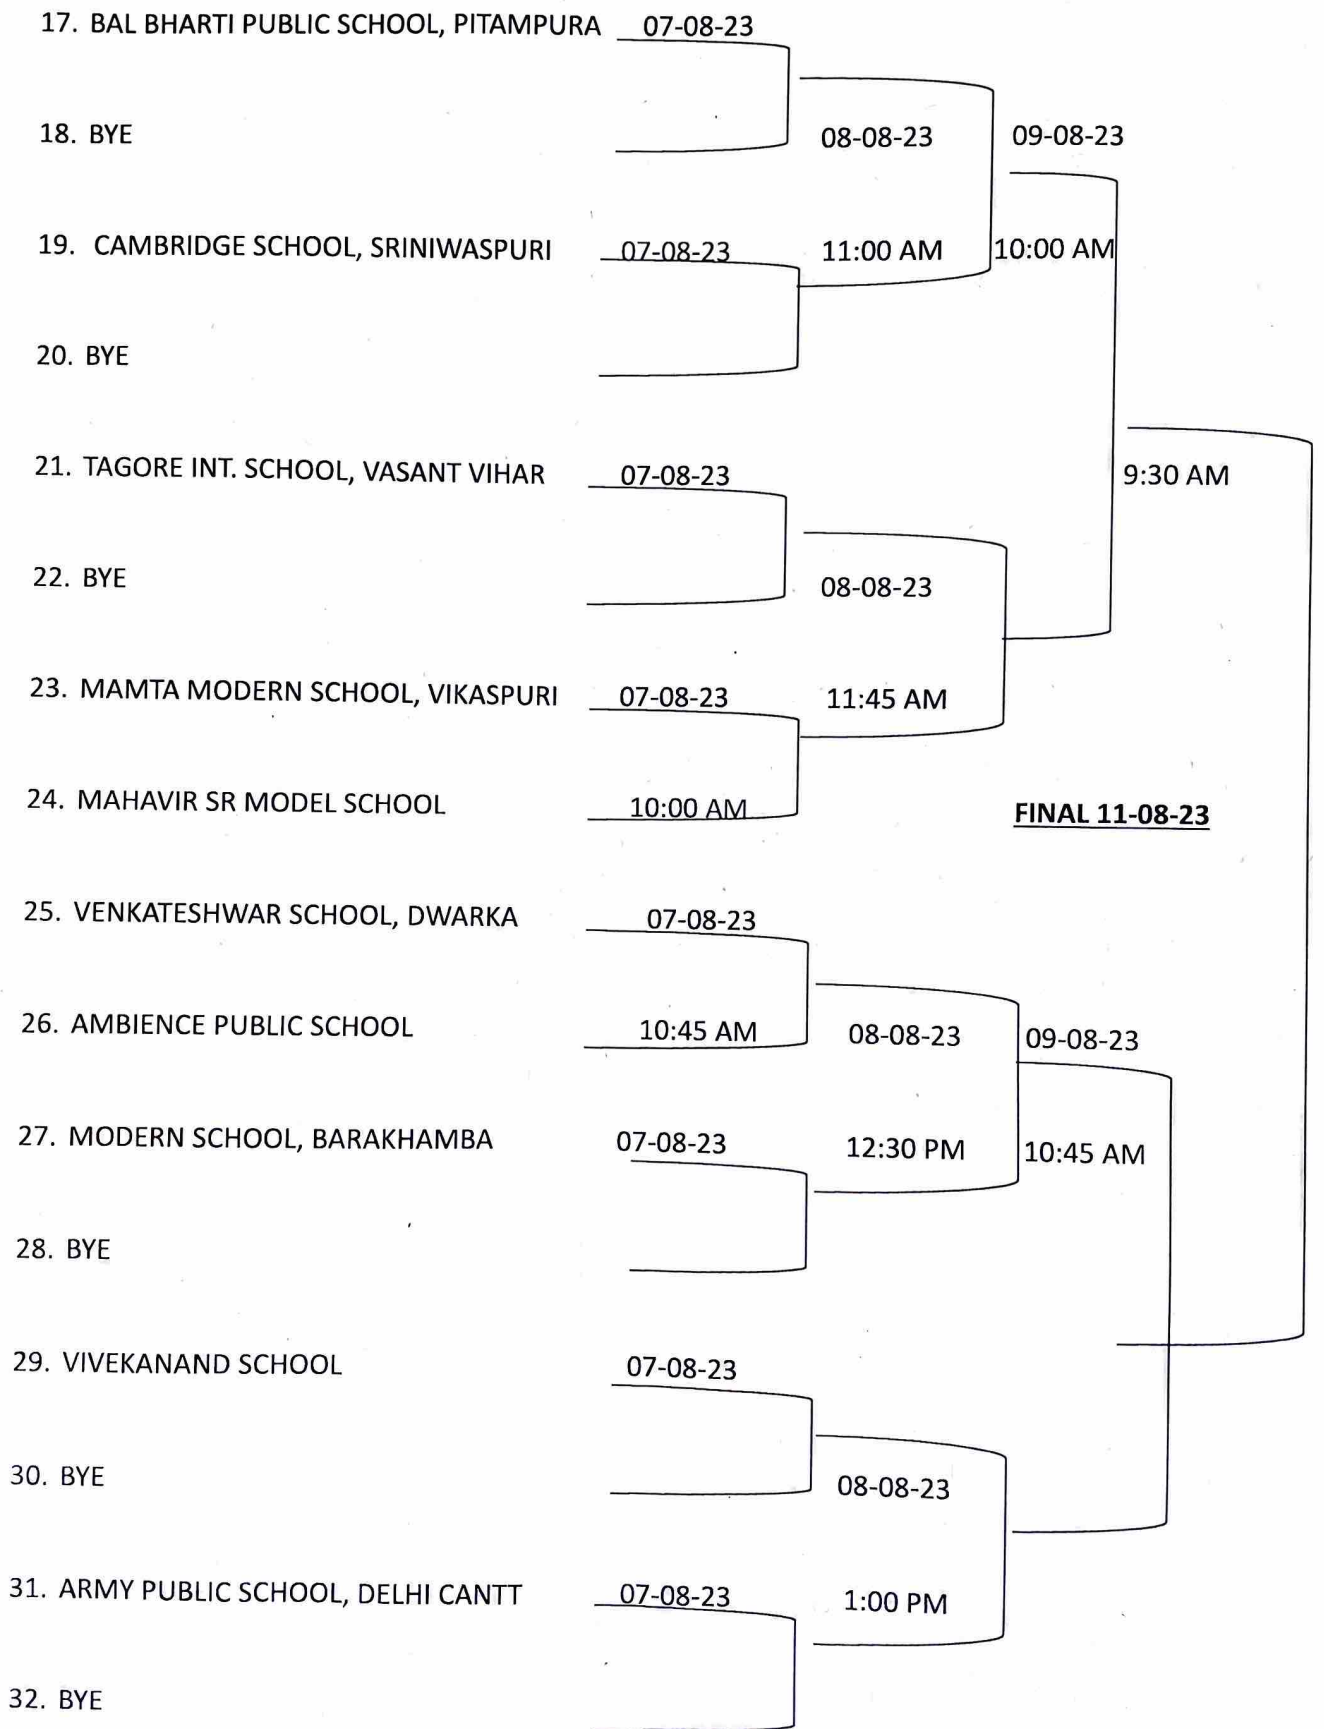 17. BAL BHARTI PUBLIC SCHOOL, PITAMPURA 07-08-23
18. BYE 08-08-23 09-08-23
19. CAMBRIDGE SCHOOL, SRINIWASPURI 07-08-23 11:00 AM 10:00 AM
20. BYE
21. TAGORE INT. SCHOOL, VASANT VIHAR 07-08-23 9:30 AM
22. BYE 08-08-23
23. MAMTA MODERN SCHOOL, VIKASPURI 07-08-23 11:45 AM
24. MAHAVIR SR MODEL SCHOOL 10:00 AM FINAL 11-08-23
25. VENKATESHWAR SCHOOL, DWARKA 07-08-23
26. AMBIENCE PUBLIC SCHOOL 10:45 AM 08-08-23 09-08-23
27. MODERN SCHOOL, BARAKHAMBA 07-08-23 12:30 PM 10:45 AM
28. BYE
29. VIVEKANAND SCHOOL 07-08-23
30. BYE 08-08-23
31. ARMY PUBLIC SCHOOL, DELHI CANTT 07-08-23 1:00 PM
32. BYE